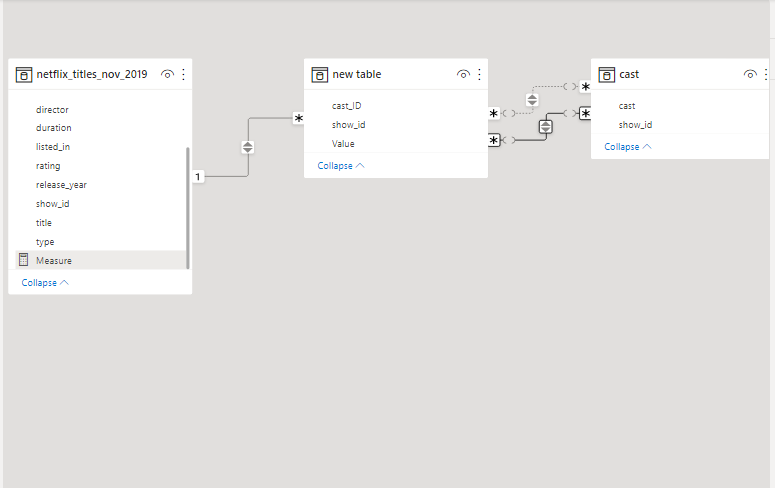 netflix_titles_nov_2019
director
duration
listed_in
rating
release_year
show_id
title
type
Measure
Collapse
1
*
new table
cast_ID
show_id
Value
Collapse
*
*
*
*
cast
cast
show_id
Collapse